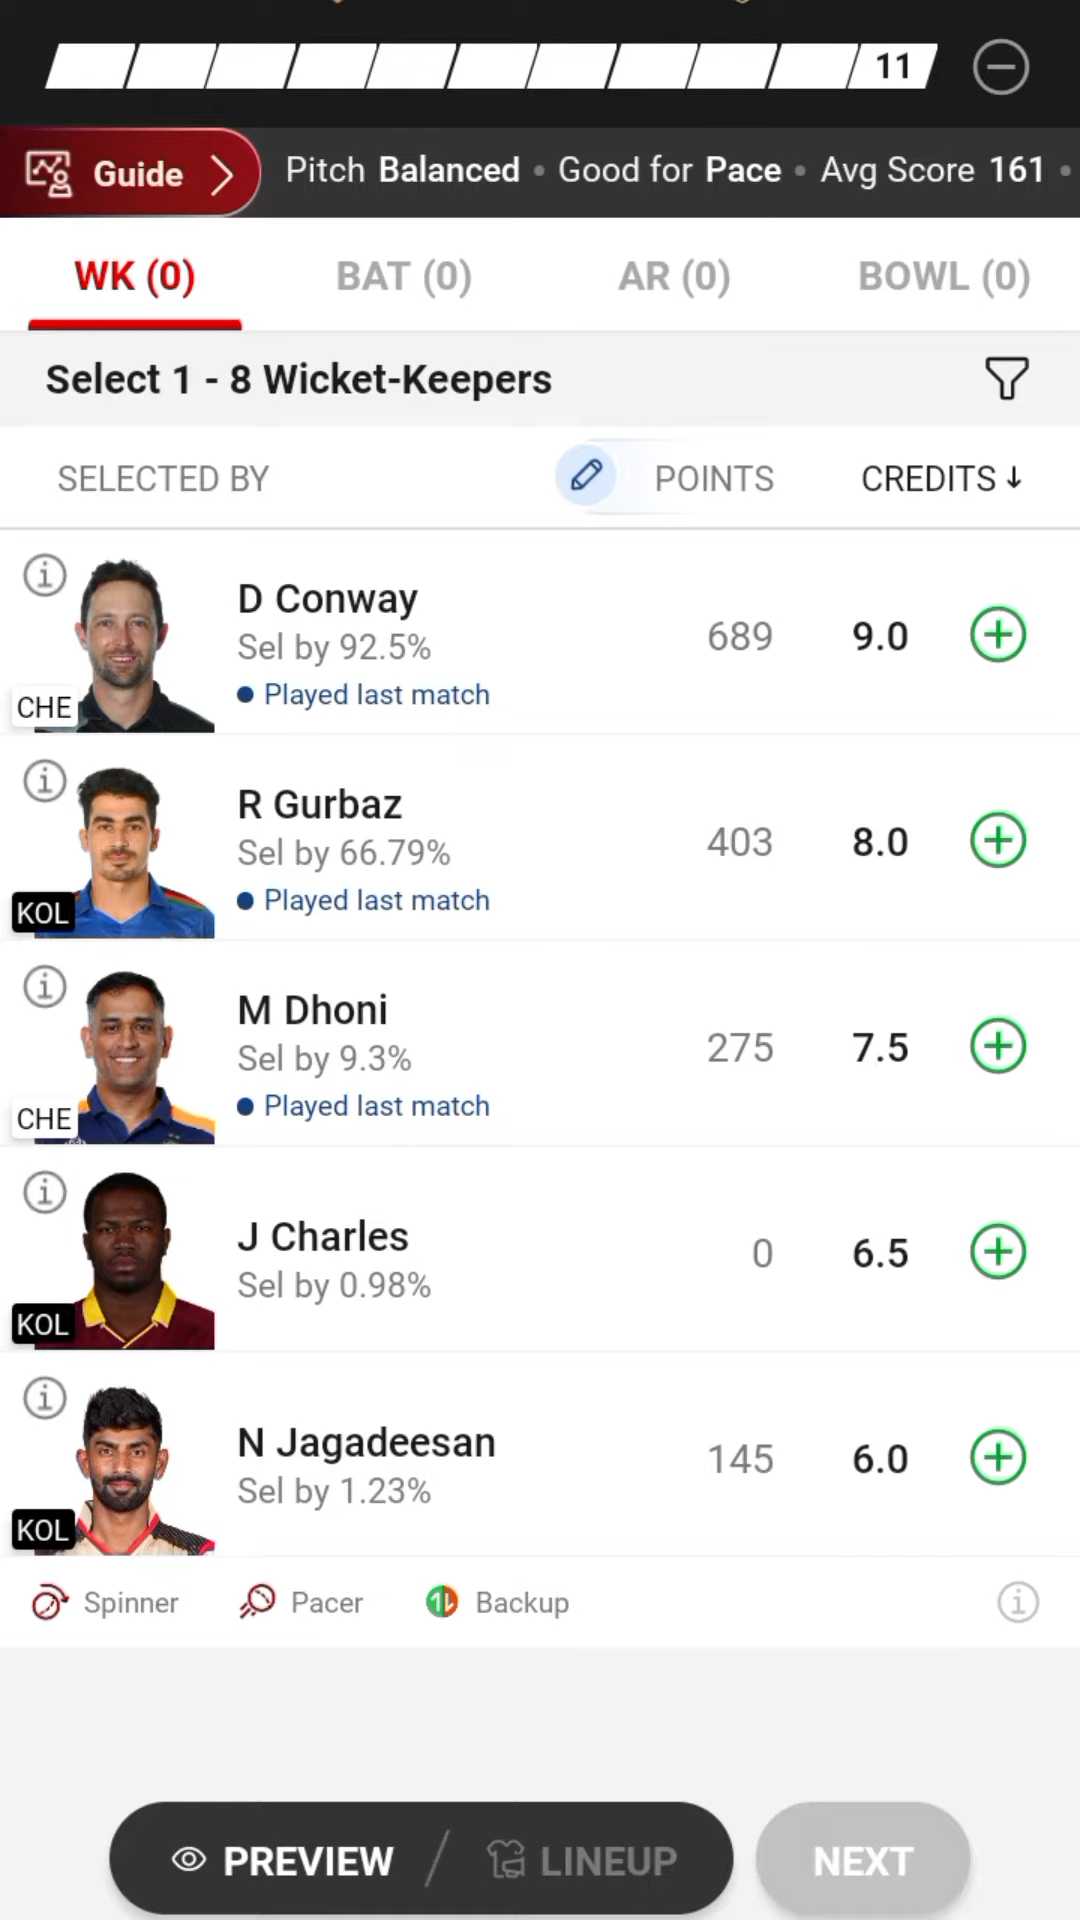 11
Guide Pitch Balanced • Good for Pace • Avg Score 161 •
WK (0) BAT (0) AR (0) BOWL (0)
Select 1 - 8 Wicket-Keepers
SELECTED BY POINTS CREDITS ↓
D Conway
Sel by 92.5% 689 9.0
• Played last match
CHE
R Gurbaz
Sel by 66.79% 403 8.0
• Played last match
KOL
M Dhoni
Sel by 9.3% 275 7.5
• Played last match
CHE
J Charles
Sel by 0.98% 0 6.5
KOL
N Jagadeesan
Sel by 1.23% 145 6.0
KOL
Spinner Pacer Backup
PREVIEW / LINEUP NEXT